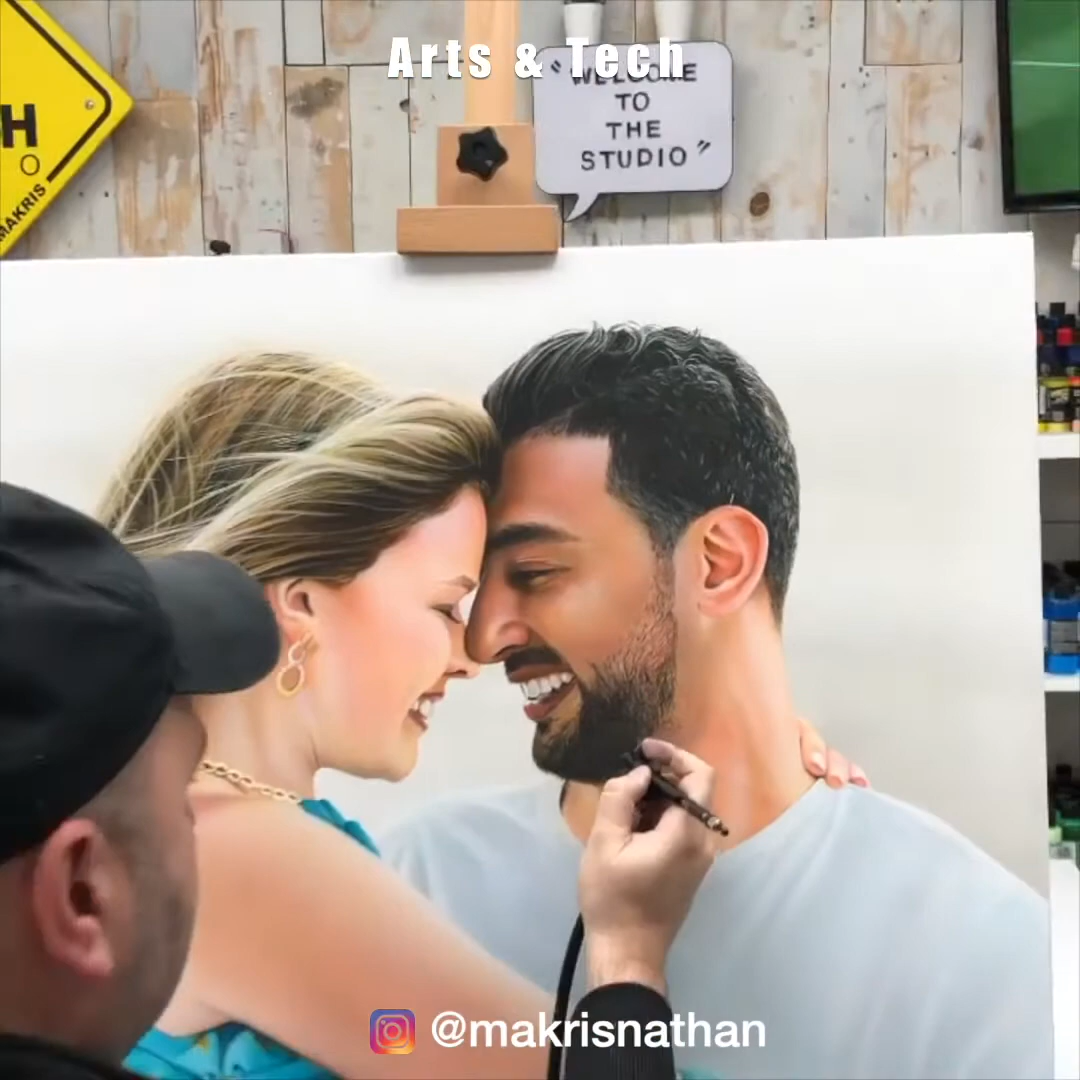 Arts & Tech
"WELCOME
TO
THE
STUDIO"
H
O
MAKRIS
@makrisnathan